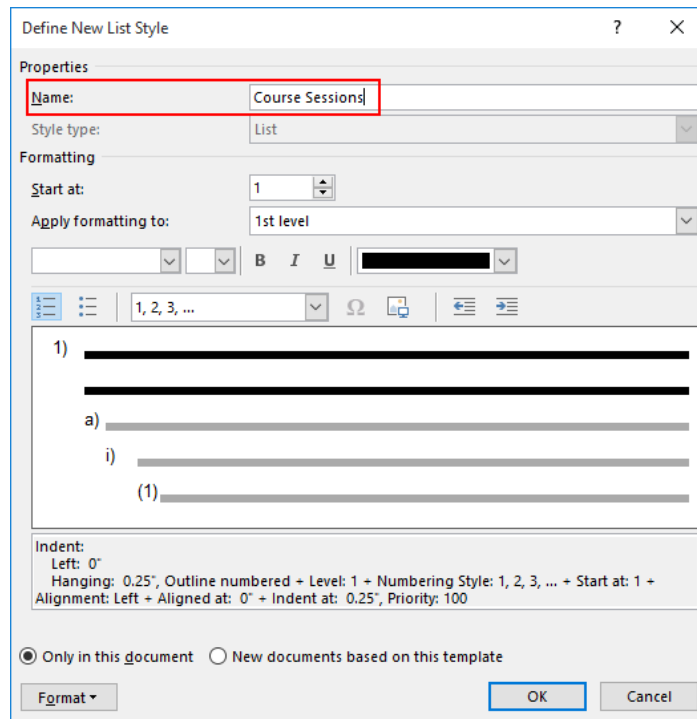 Define New List Style ?
Properties
Name: Course Sessions
Style type: List
Formatting
Start at: 1
Apply formatting to: 1st level
B I U
1, 2, 3, ... Ω
1)
a)
i)
(1)
Indent:
Left: 0"
Hanging: 0.25", Outline numbered + Level: 1 + Numbering Style: 1, 2, 3, ... + Start at: 1 +
Alignment: Left + Aligned at: 0" + Indent at: 0.25", Priority: 100
Only in this document New documents based on this template
Format OK Cancel